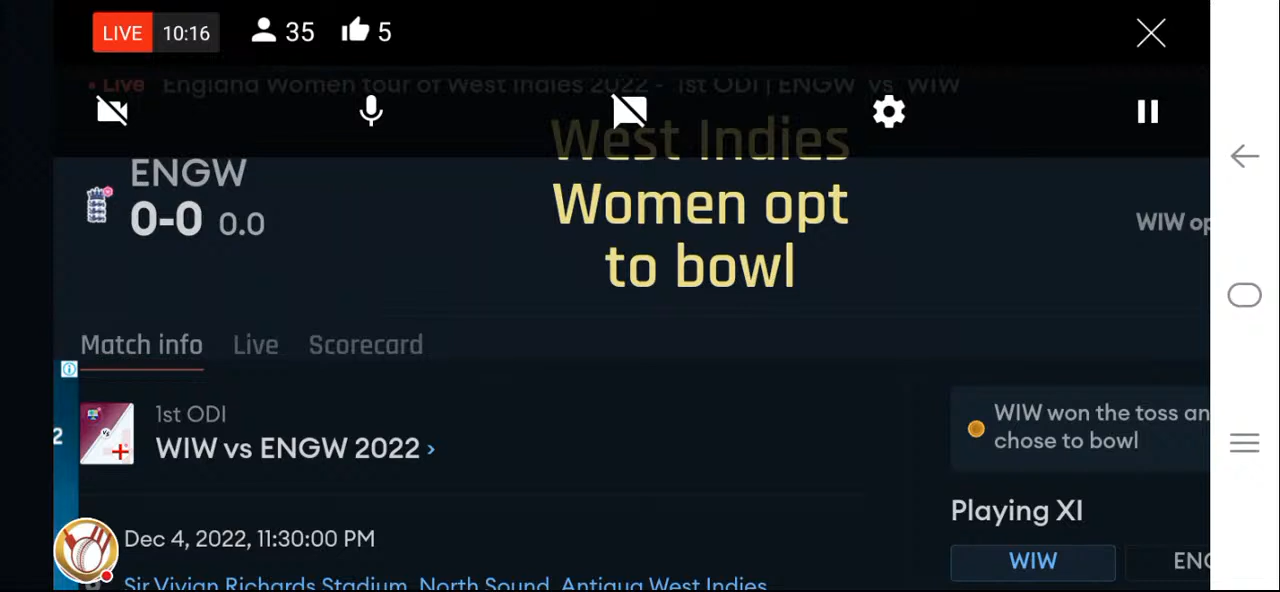 LIVE 10:16 35 5
• Live England Women tour of West Indies 2022 - 1st ODI | ENGW vs WIW
West Indies
Women opt
to bowl
ENGW
0-0 0.0
WIW op
Match info Live Scorecard
2
1st ODI
WIW vs ENGW 2022 ›
WIW won the toss an
chose to bowl
Dec 4, 2022, 11:30:00 PM
Sir Vivian Richards Stadium, North Sound, Antigua West Indies
Playing XI
WIW ENG